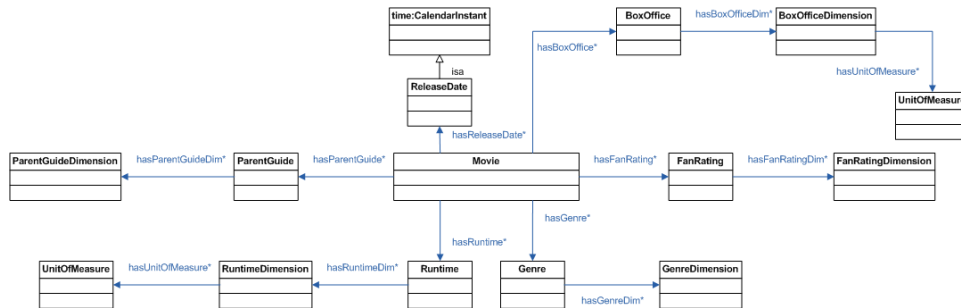 time:CalendarInstant
BoxOffice
hasBoxOfficeDim*
BoxOfficeDimension
hasBoxOffice*
isa
hasUnitOfMeasure*
ReleaseDate
UnitOfMeasure
hasReleaseDate*
ParentGuideDimension
hasParentGuideDim*
ParentGuide
hasParentGuide*
Movie
hasFanRating*
FanRating
hasFanRatingDim*
FanRatingDimension
hasGenre*
hasRuntime*
UnitOfMeasure
hasUnitOfMeasure*
RuntimeDimension
hasRuntimeDim*
Runtime
Genre
GenreDimension
hasGenreDim*